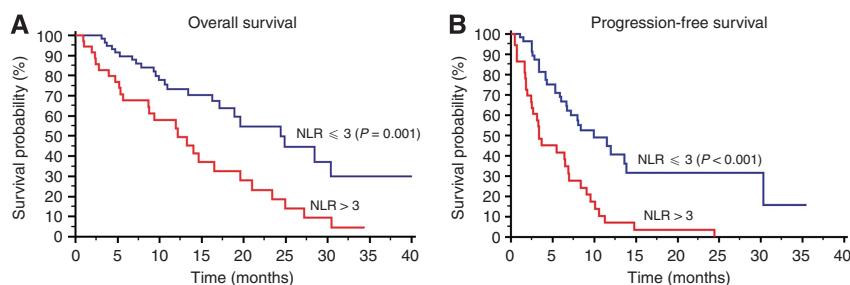 A
Overall survival
Survival probability (%)
100
90
80
70
60
50
40
30
20
10
0
NLR ⩽ 3 (P = 0.001)
NLR > 3
0 5 10 15 20 25 30 35 40
Time (months)
B
Progression-free survival
Survival probability (%)
100
90
80
70
60
50
40
30
20
10
0
NLR ⩽ 3 (P < 0.001)
NLR > 3
0 5 10 15 20 25 30 35 40
Time (months)